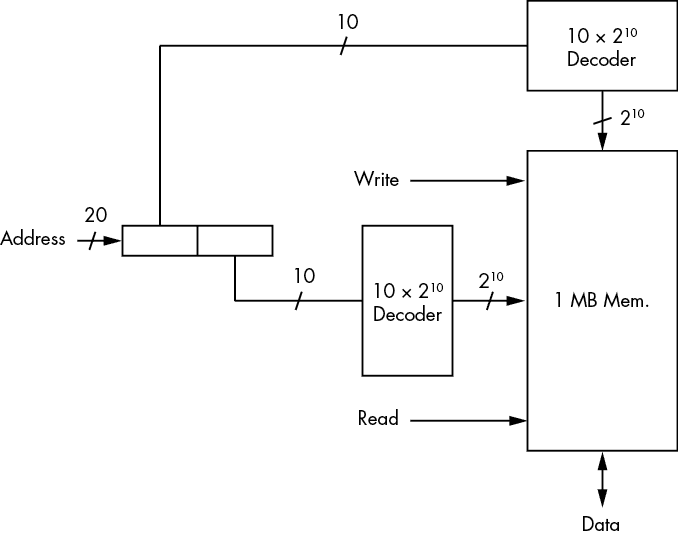 10
10 × 2¹⁰
Decoder
2¹⁰
Write
20
Address
10
10 × 2¹⁰
Decoder
2¹⁰
1 MB Mem.
Read
Data